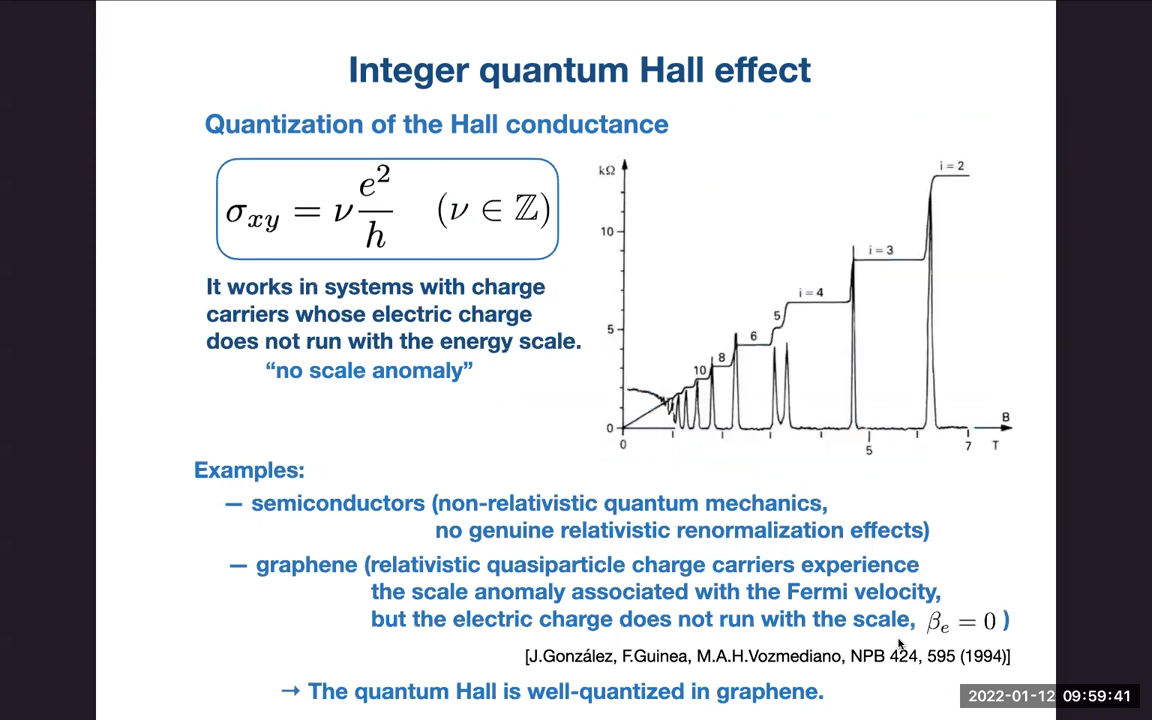 Integer quantum Hall effect
Quantization of the Hall conductance
σxy = ν e²/h (ν ∈ ℤ)
It works in systems with charge
carriers whose electric charge
does not run with the energy scale.
“no scale anomaly”
kΩ
10
5
0
0
5
7
T
B
10
8
6
5
i = 4
i = 3
i = 2
Examples:
— semiconductors (non-relativistic quantum mechanics,
no genuine relativistic renormalization effects)
— graphene (relativistic quasiparticle charge carriers experience
the scale anomaly associated with the Fermi velocity,
but the electric charge does not run with the scale, βe = 0 )
[J.González, F.Guinea, M.A.H.Vozmediano, NPB 424, 595 (1994)]
→ The quantum Hall is well-quantized in graphene.
2022-01-12 09:59:41